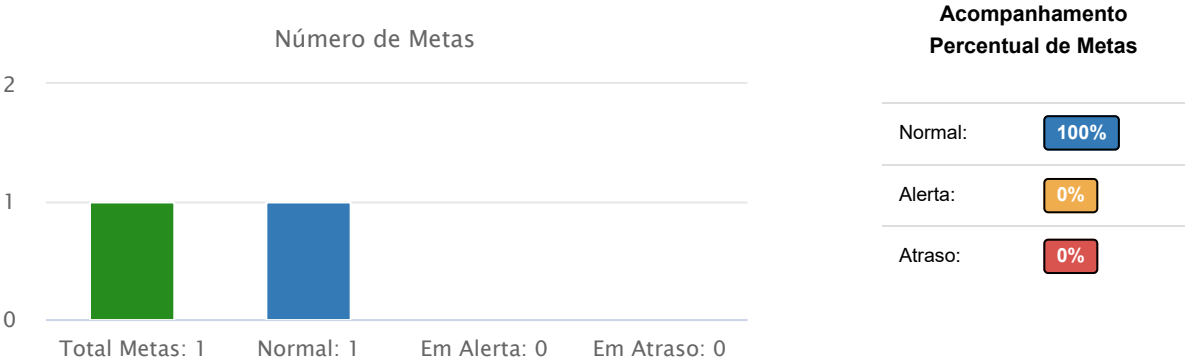 Número de Metas
2
1
0
Total Metas: 1
Normal: 1
Em Alerta: 0
Em Atraso: 0
Acompanhamento
Percentual de Metas
Normal: 100%
Alerta: 0%
Atraso: 0%